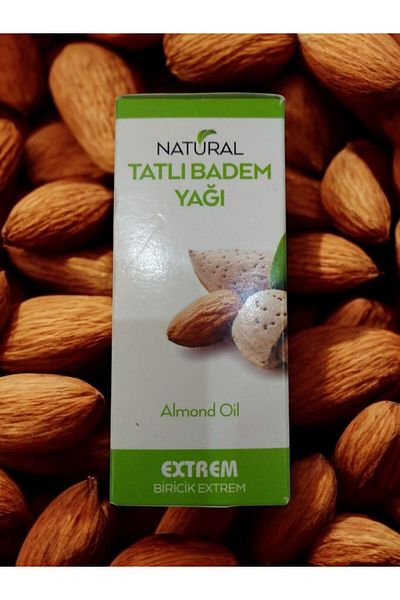 NATURAL
TATLI BADEM
YAĞI
Almond Oil
EXTREM
BİRİCİK EXTREM